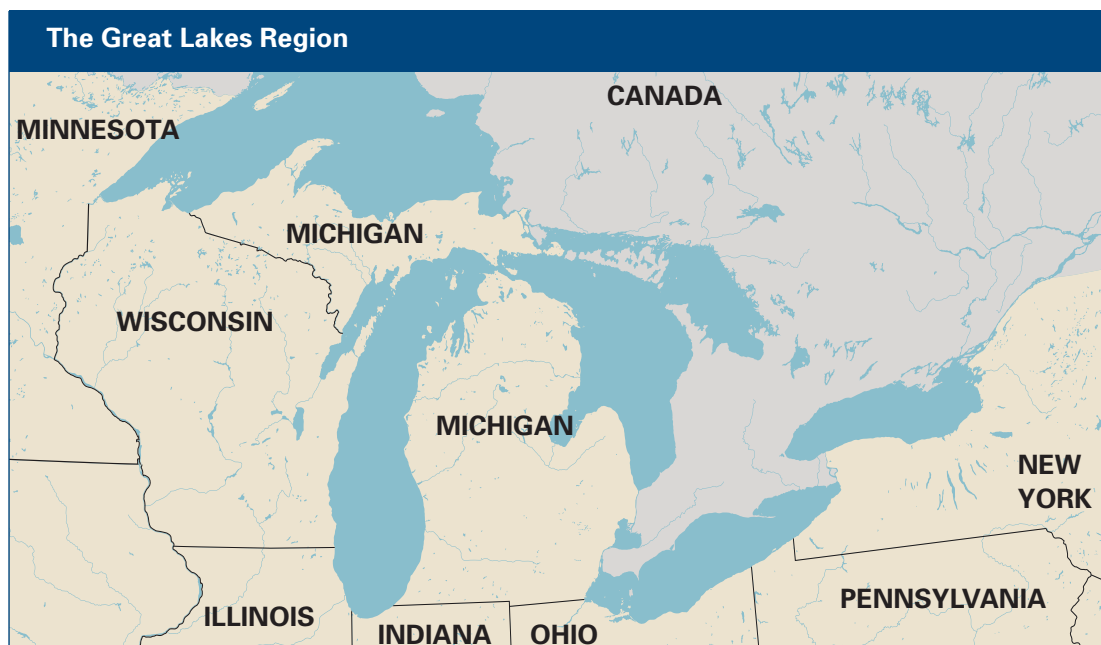 The Great Lakes Region
CANADA
MINNESOTA
MICHIGAN
WISCONSIN
MICHIGAN
NEW
YORK
PENNSYLVANIA
ILLINOIS
INDIANA
OHIO